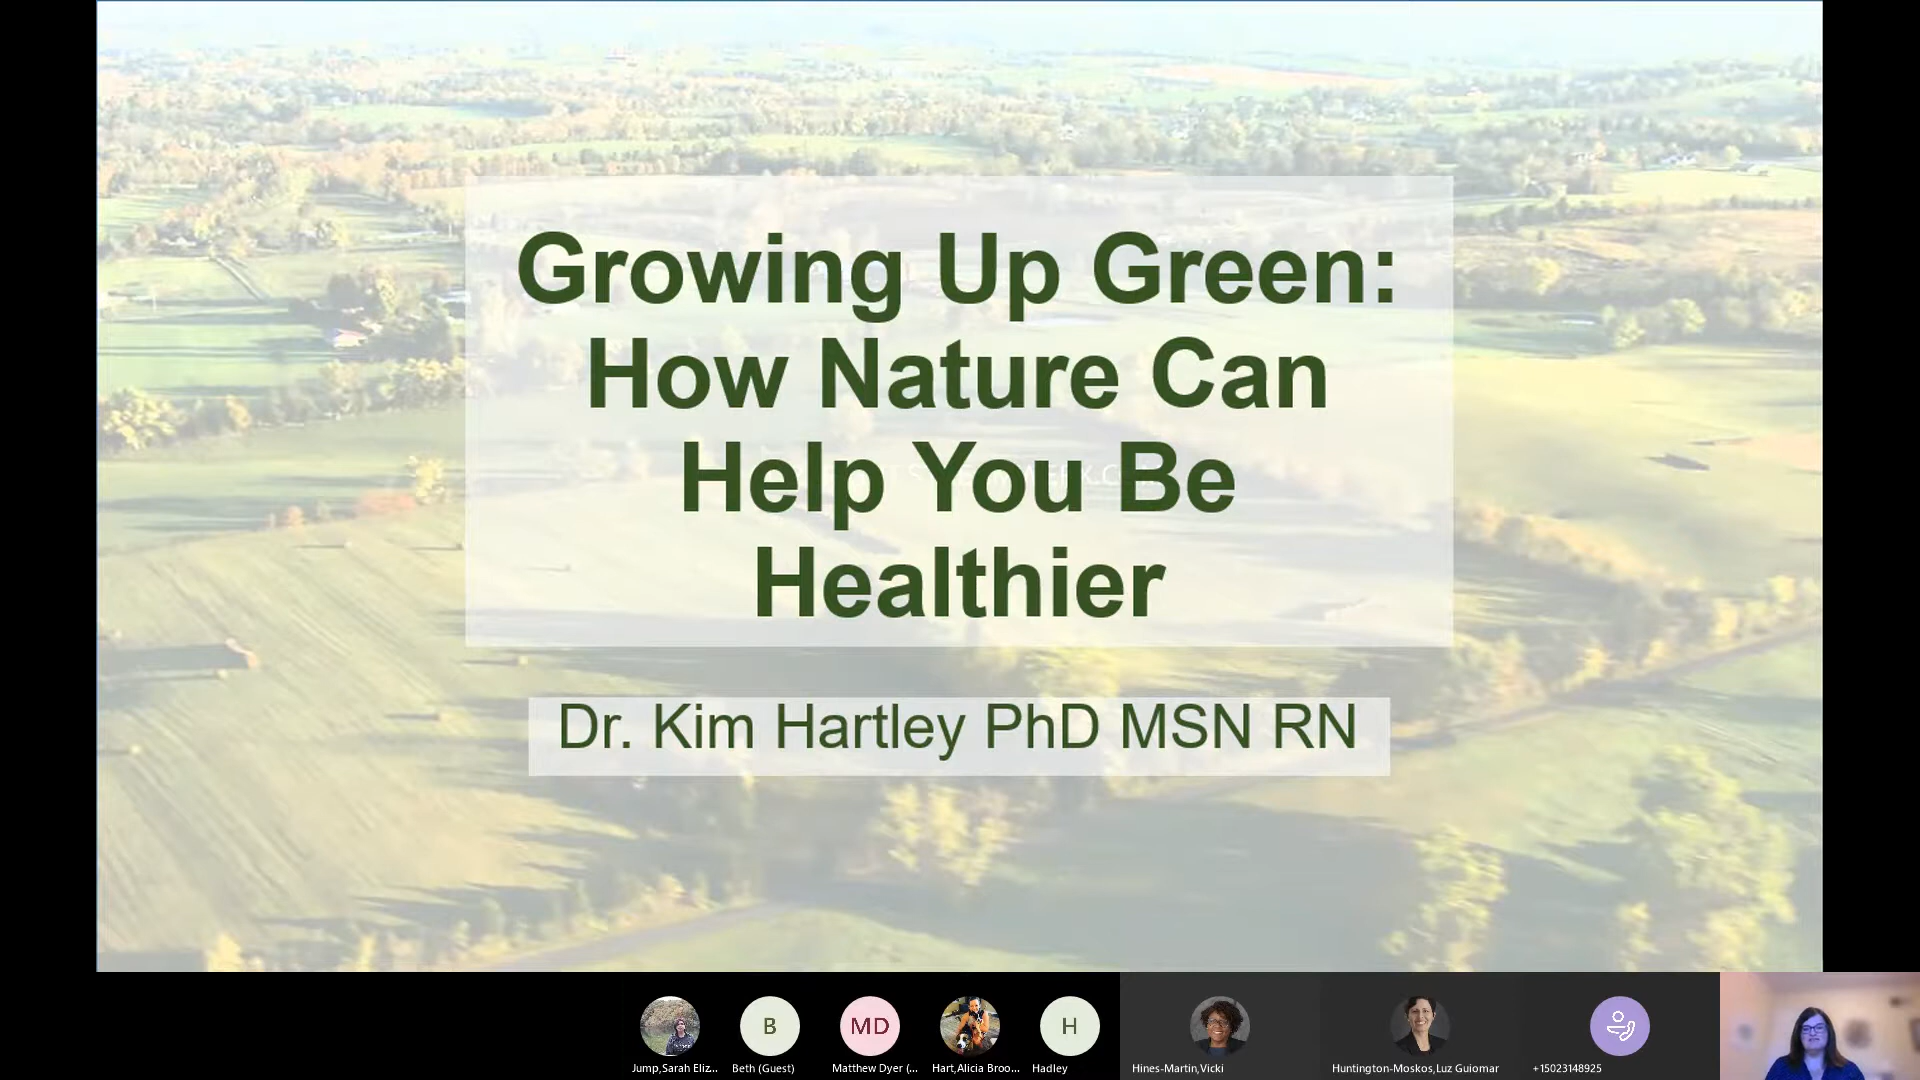 Growing Up Green:
How Nature Can
Help You Be
Healthier
Dr. Kim Hartley PhD MSN RN
B
MD
H
Jump,Sarah Eliz...
Beth (Guest)
Matthew Dyer (...
Hart,Alicia Broo...
Hadley
Hines-Martin,Vicki
Huntington-Moskos,Luz Guiomar
+15023148925